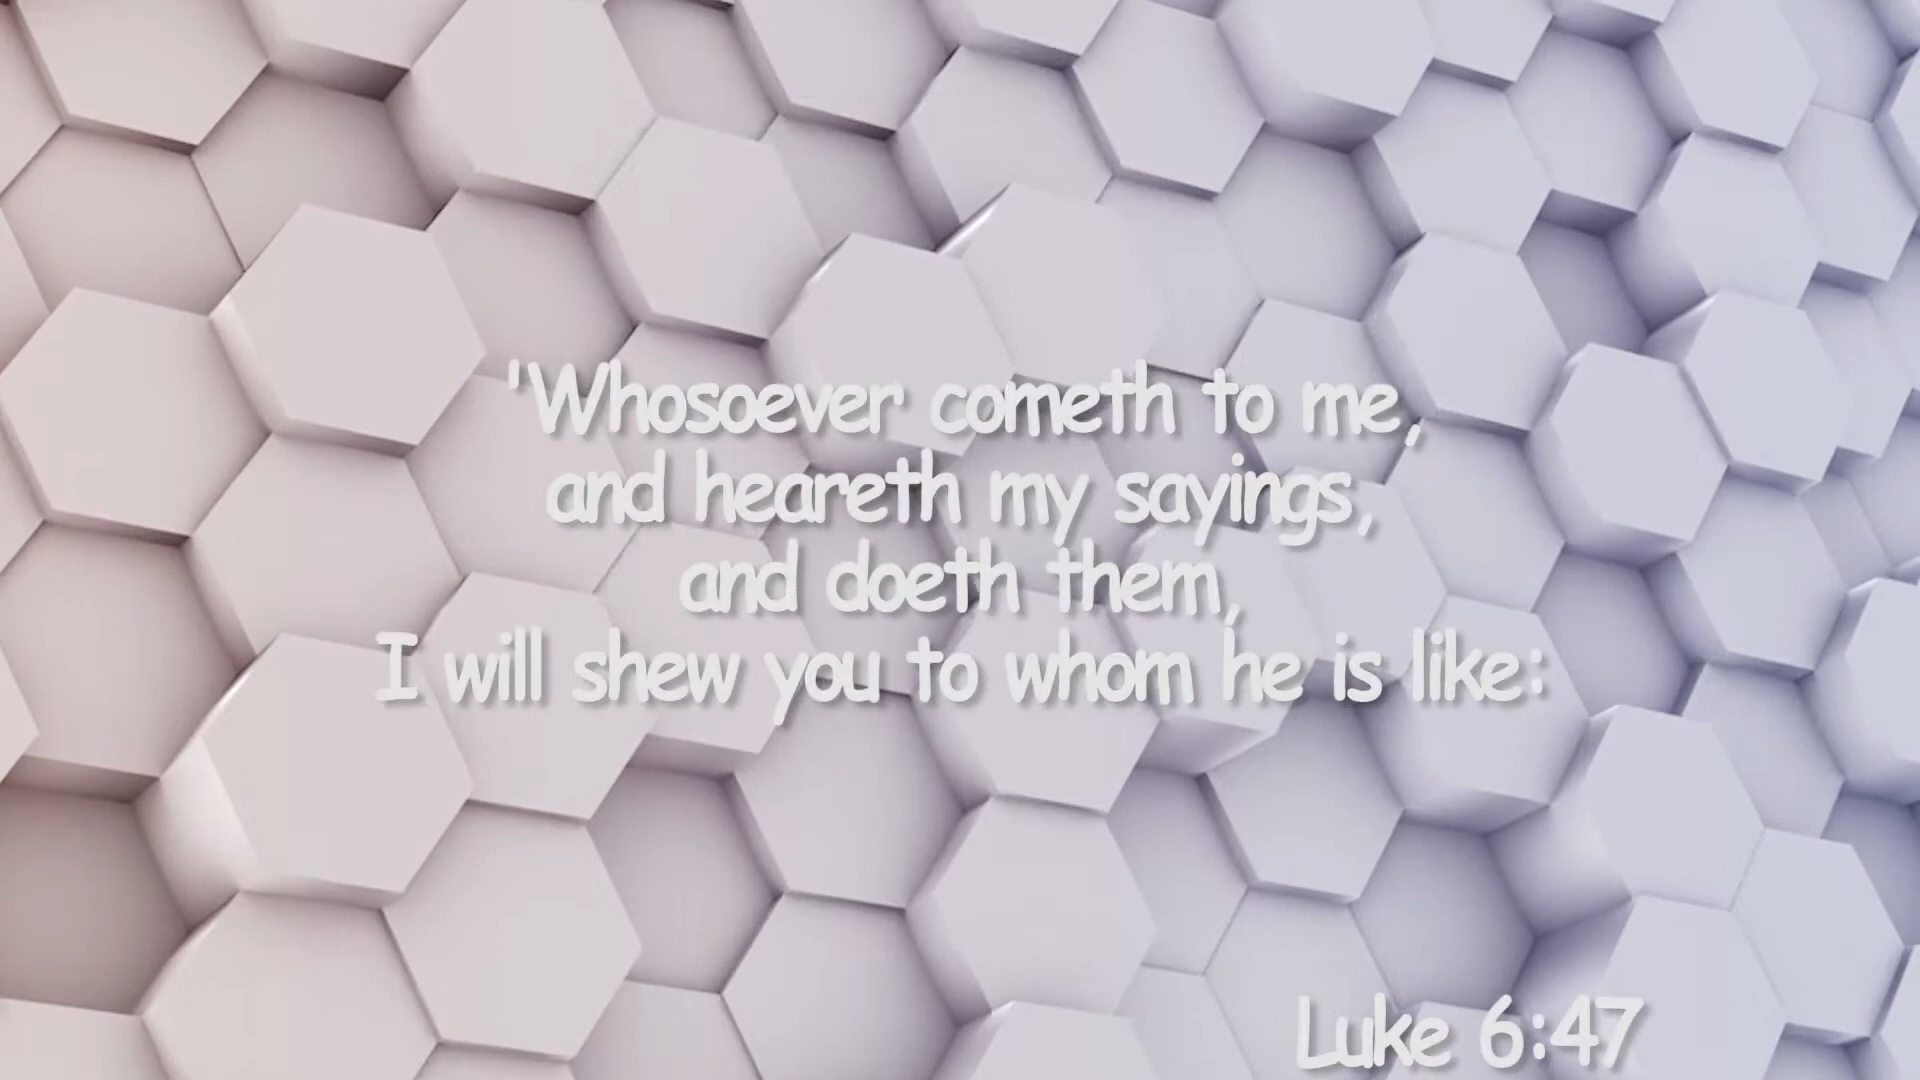 'Whosoever cometh to me,
and heareth my sayings,
and doeth them,
I will shew you to whom he is like:
Luke 6:47